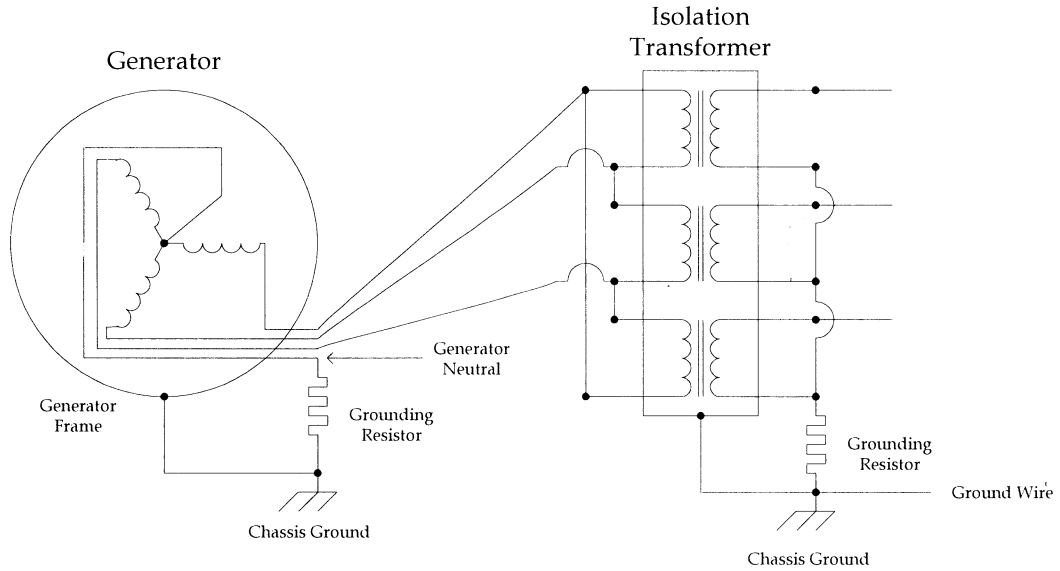 Isolation
Transformer
Generator
Generator
Neutral
Generator
Frame
Grounding
Resistor
Grounding
Resistor
Ground Wire
Chassis Ground
Chassis Ground